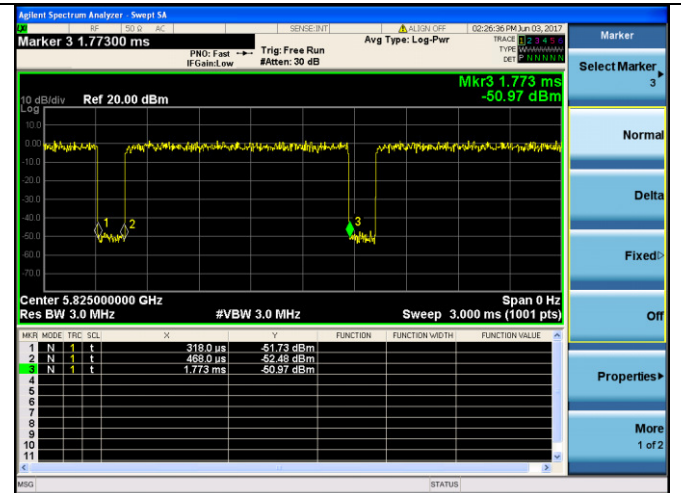 Agilent Spectrum Analyzer - Swept SA
RF 50 Ω AC SENSE:INT ALIGN OFF 02:26:36 PM Jun 03, 2017
Marker 3 1.77300 ms
PNO: Fast
IFGain:Low
Trig: Free Run
#Atten: 30 dB
Avg Type: Log-Pwr
TRACE 1 2 3 4 5 6
TYPE
DET P N N N N N
Mkr3 1.773 ms
-50.97 dBm
10 dB/div Ref 20.00 dBm
Log
10.0
0.00
-10.0
-20.0
-30.0
-40.0
-50.0
-60.0
-70.0
1
2
3
Center 5.825000000 GHz Span 0 Hz
Res BW 3.0 MHz #VBW 3.0 MHz Sweep 3.000 ms (1001 pts)
MKR MODE TRC SCL X Y FUNCTION FUNCTION WIDTH FUNCTION VALUE
1 N 1 t 318.0 µs -51.73 dBm
2 N 1 t 468.0 µs -52.48 dBm
3 N 1 t 1.773 ms -50.97 dBm
4
5
6
7
8
9
10
11
MSG STATUS
Marker
Select Marker
3
Normal
Delta
Fixed
Off
Properties
More
1 of 2